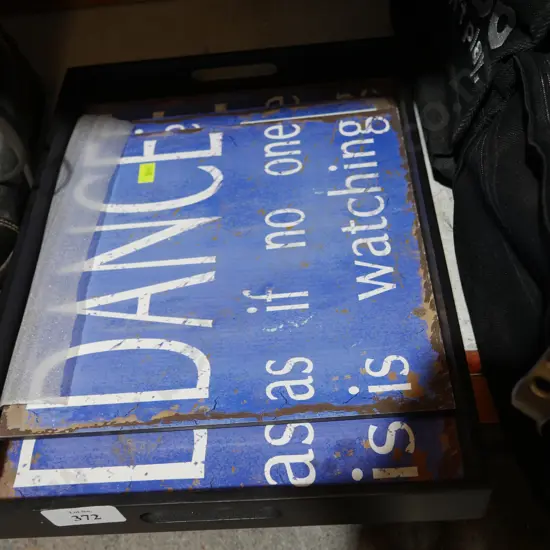 DANCE
as as if no one
is is watching
372